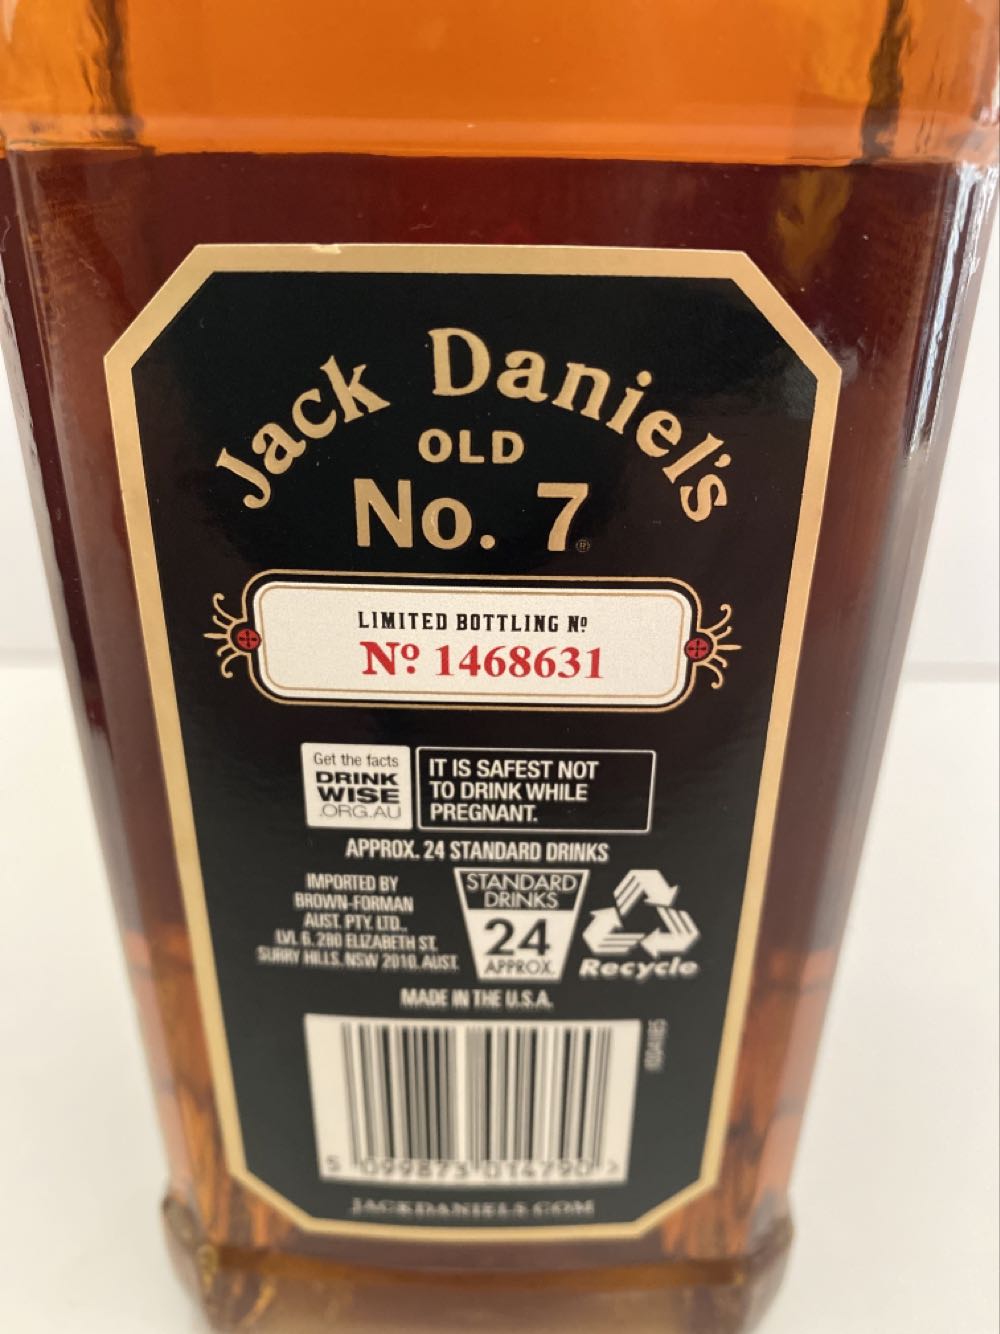 Jack Daniel's
OLD
No. 7®
LIMITED BOTTLING Nº
Nº 1468631
Get the facts
DRINK
WISE
.ORG.AU
IT IS SAFEST NOT
TO DRINK WHILE
PREGNANT.
APPROX. 24 STANDARD DRINKS
IMPORTED BY
BROWN-FORMAN
AUST. PTY. LTD.,
LVL 6, 280 ELIZABETH ST.
SURRY HILLS, NSW 2010, AUST.
STANDARD
DRINKS
24
APPROX.
Recycle
MADE IN THE U.S.A.
5 099873 014790 >
JACKDANIELS.COM